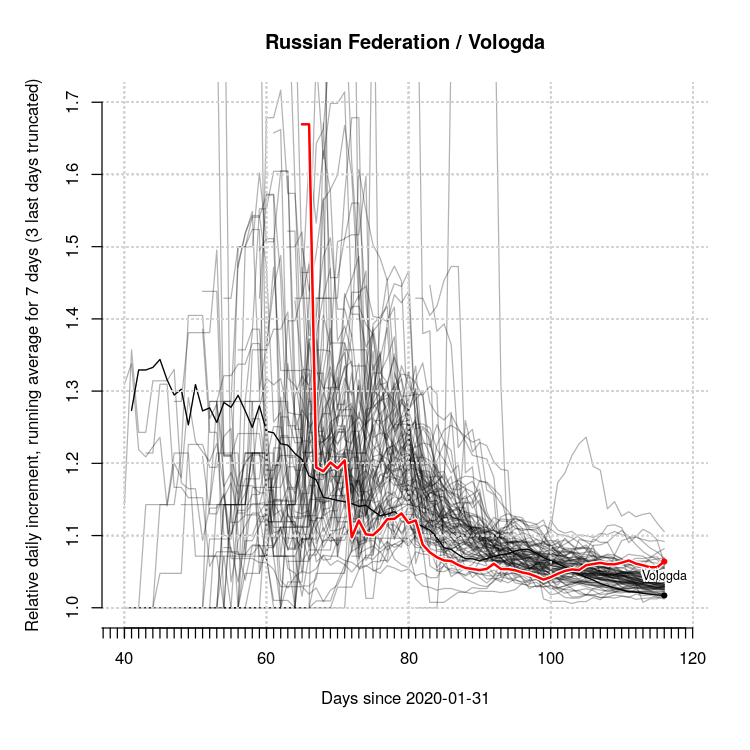 Russian Federation / Vologda
Relative daily increment, running average for 7 days (3 last days truncated)
1.7
1.6
1.5
1.4
1.3
1.2
1.1
1.0
Vologda
40 60 80 100 120
Days since 2020-01-31